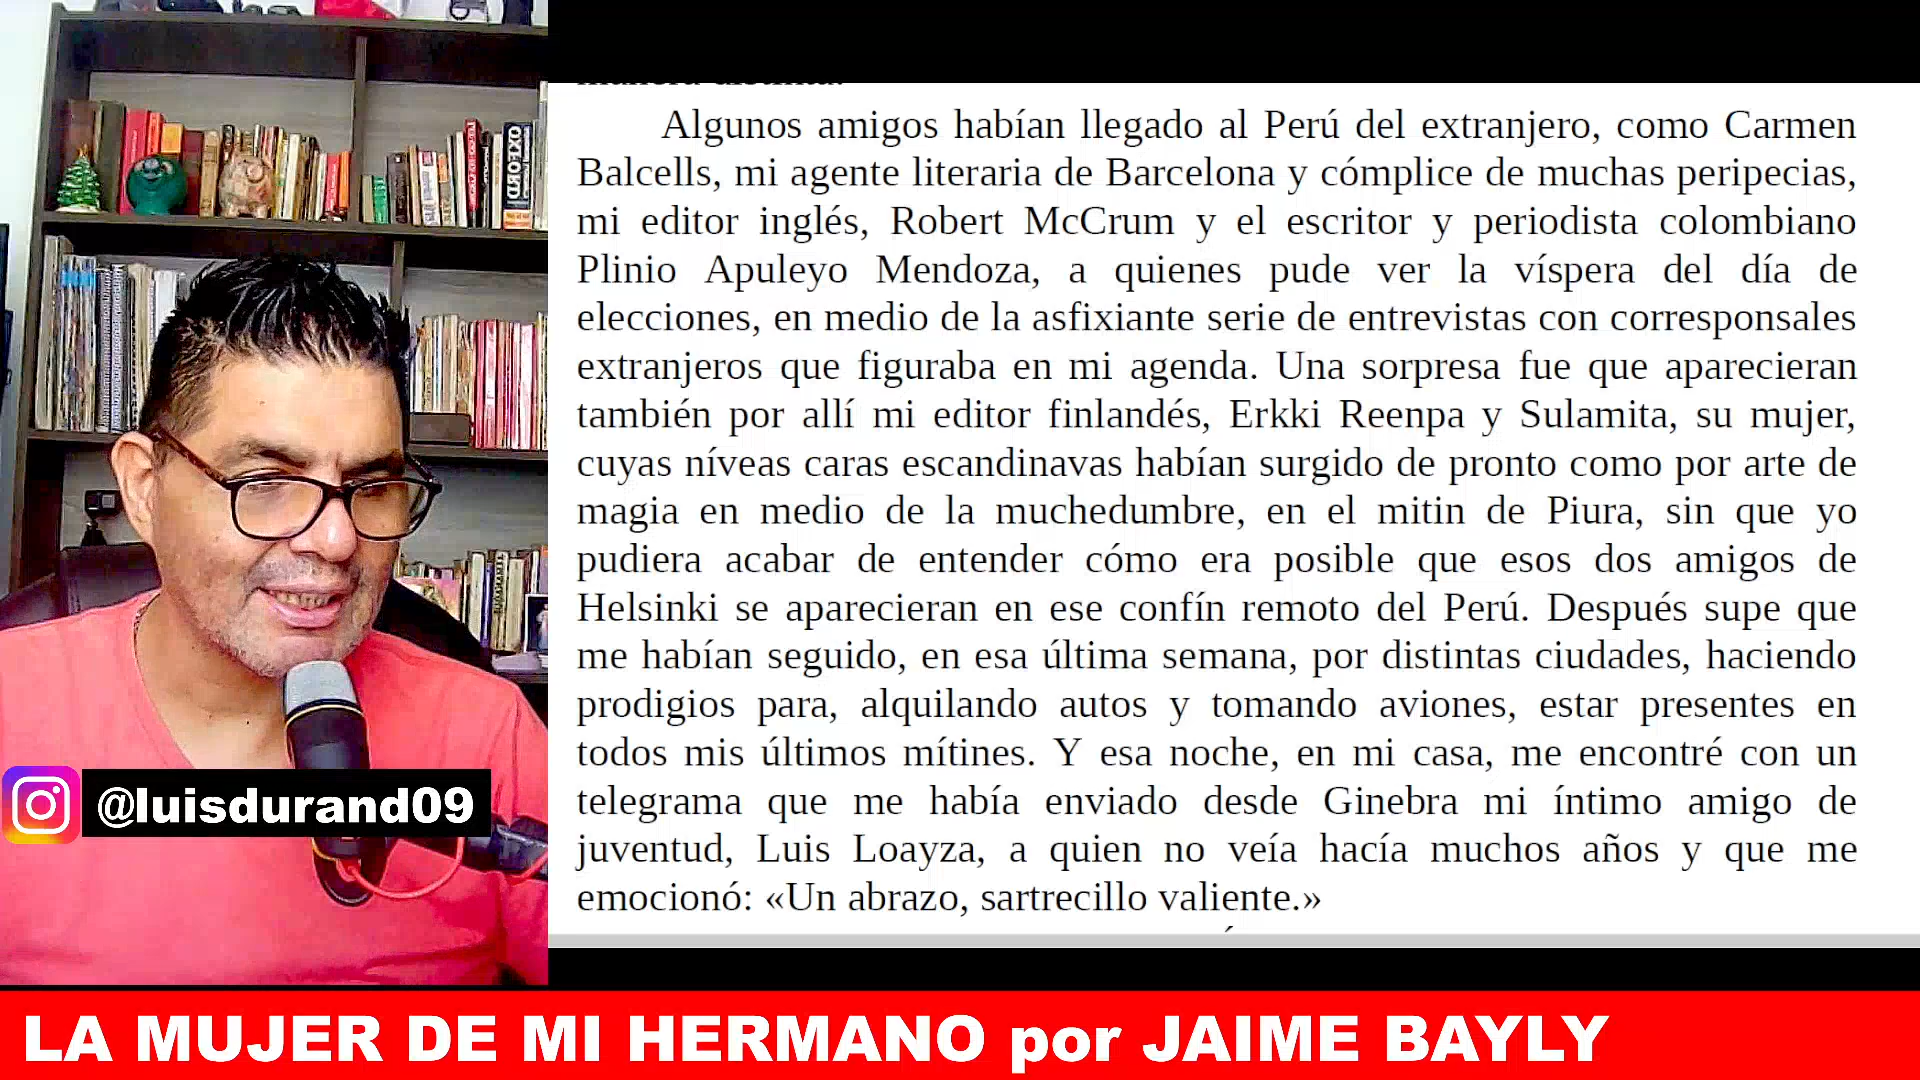 Algunos amigos habían llegado al Perú del extranjero, como Carmen
Balcells, mi agente literaria de Barcelona y cómplice de muchas peripecias,
mi editor inglés, Robert McCrum y el escritor y periodista colombiano
Plinio Apuleyo Mendoza, a quienes pude ver la víspera del día de
elecciones, en medio de la asfixiante serie de entrevistas con corresponsales
extranjeros que figuraba en mi agenda. Una sorpresa fue que aparecieran
también por allí mi editor finlandés, Erkki Reenpa y Sulamita, su mujer,
cuyas níveas caras escandinavas habían surgido de pronto como por arte de
magia en medio de la muchedumbre, en el mitin de Piura, sin que yo
pudiera acabar de entender cómo era posible que esos dos amigos de
Helsinki se aparecieran en ese confín remoto del Perú. Después supe que
me habían seguido, en esa última semana, por distintas ciudades, haciendo
prodigios para, alquilando autos y tomando aviones, estar presentes en
todos mis últimos mítines. Y esa noche, en mi casa, me encontré con un
telegrama que me había enviado desde Ginebra mi íntimo amigo de
juventud, Luis Loayza, a quien no veía hacía muchos años y que me
emocionó: «Un abrazo, sartrecillo valiente.»
OXFORD
@luisdurand09
LA MUJER DE MI HERMANO por JAIME BAYLY